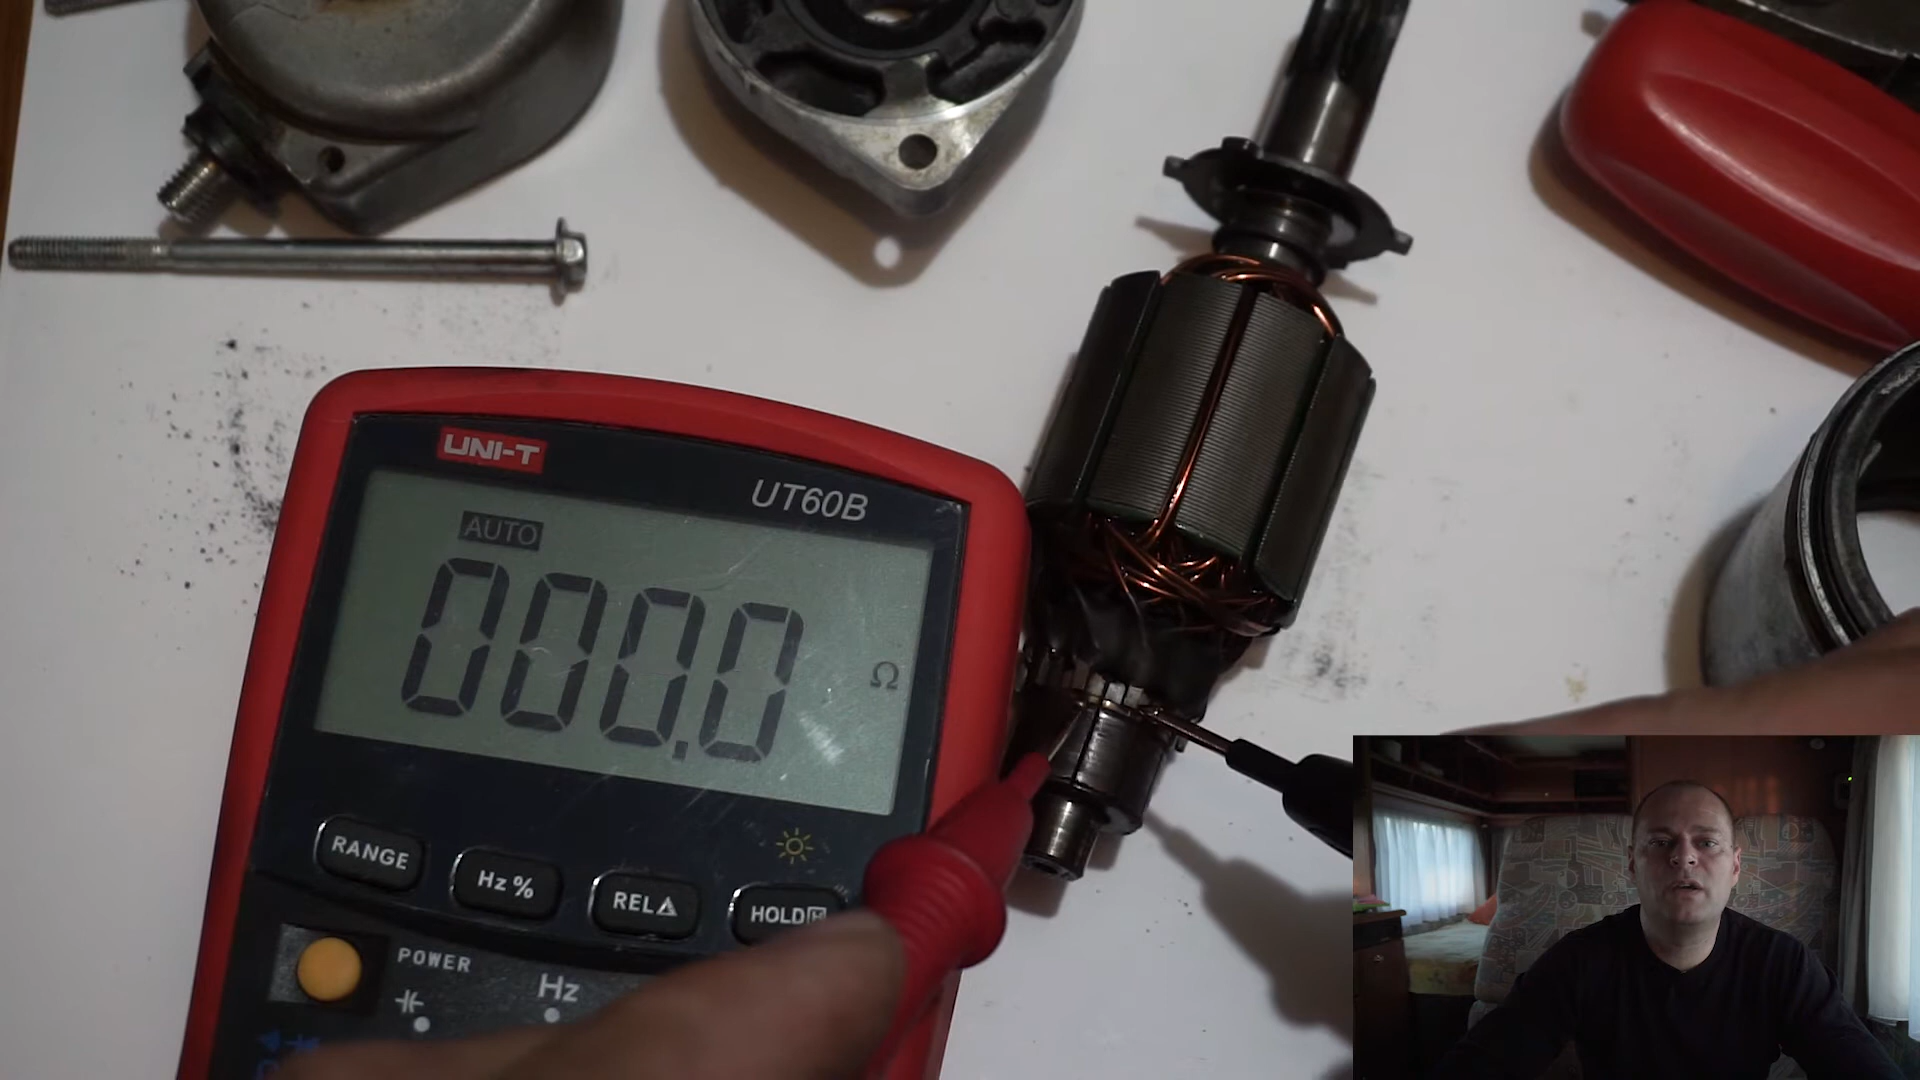 UNI-T
UT60B
AUTO
000.0
Ω
RANGE
Hz %
REL△
HOLD H
POWER
Hz